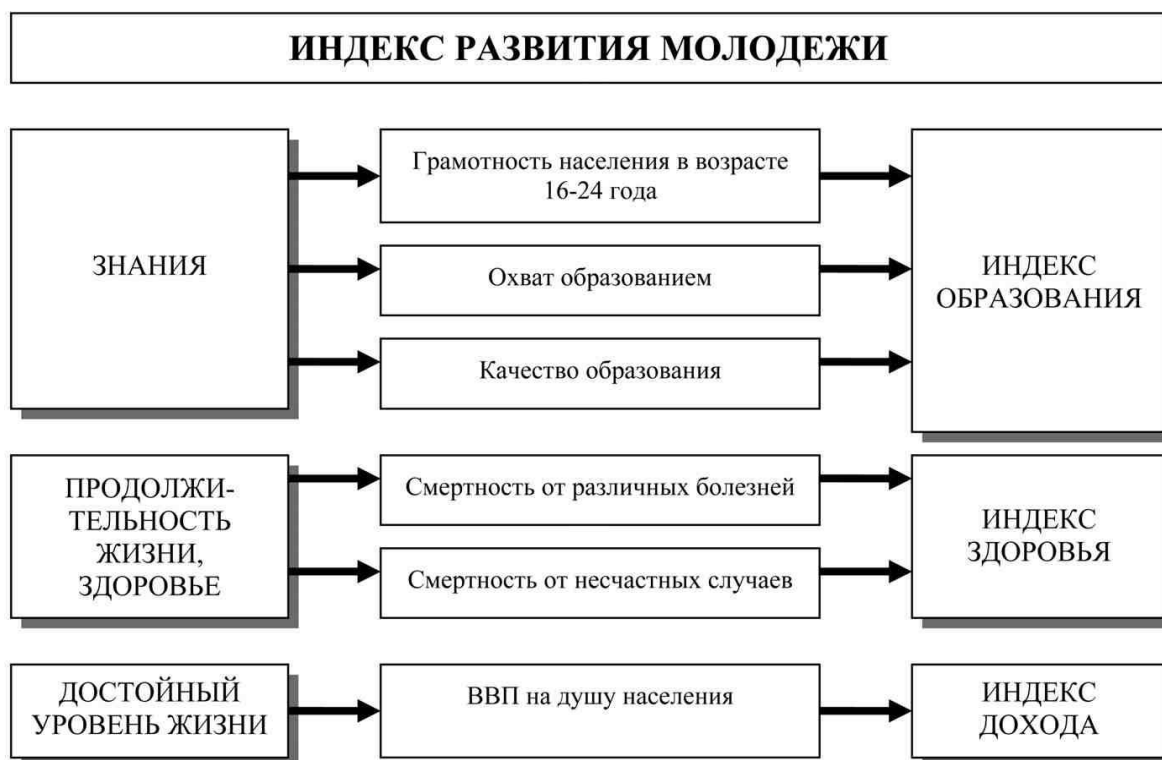 ИНДЕКС РАЗВИТИЯ МОЛОДЕЖИ
ЗНАНИЯ
Грамотность населения в возрасте
16-24 года
Охват образованием
Качество образования
ИНДЕКС
ОБРАЗОВАНИЯ
ПРОДОЛЖИ-
ТЕЛЬНОСТЬ
ЖИЗНИ,
ЗДОРОВЬЕ
Смертность от различных болезней
Смертность от несчастных случаев
ИНДЕКС
ЗДОРОВЬЯ
ДОСТОЙНЫЙ
УРОВЕНЬ ЖИЗНИ
ВВП на душу населения
ИНДЕКС
ДОХОДА